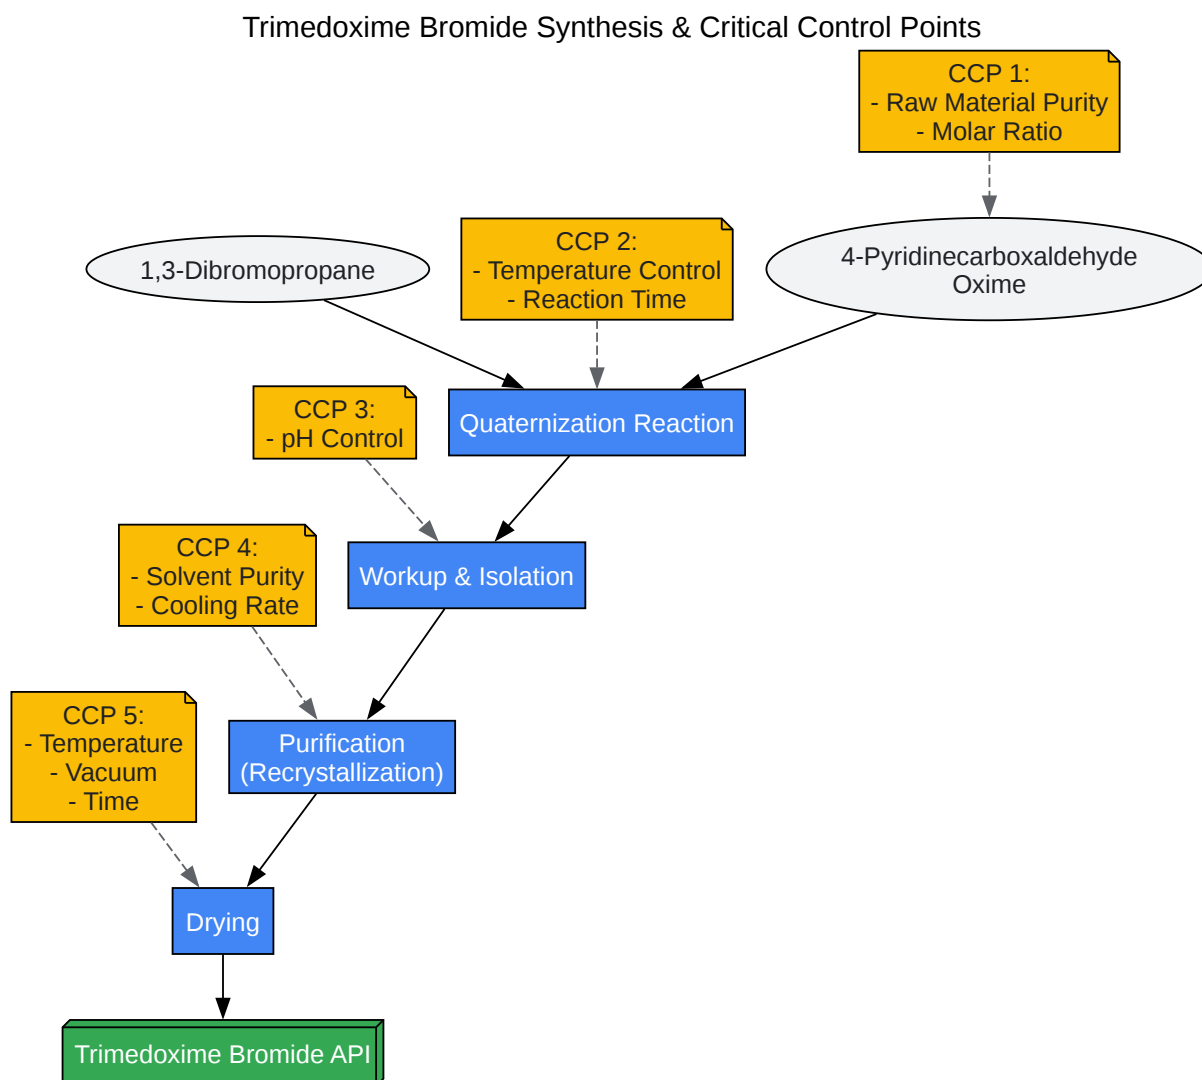 Trimedoxime Bromide Synthesis & Critical Control Points
CCP 1:
- Raw Material Purity
- Molar Ratio
1,3-Dibromopropane
CCP 2:
- Temperature Control
- Reaction Time
4-Pyridinecarboxaldehyde
Oxime
CCP 3:
- pH Control
Quaternization Reaction
CCP 4:
- Solvent Purity
- Cooling Rate
Workup & Isolation
CCP 5:
- Temperature
- Vacuum
- Time
Purification
(Recrystallization)
Drying
Trimedoxime Bromide API